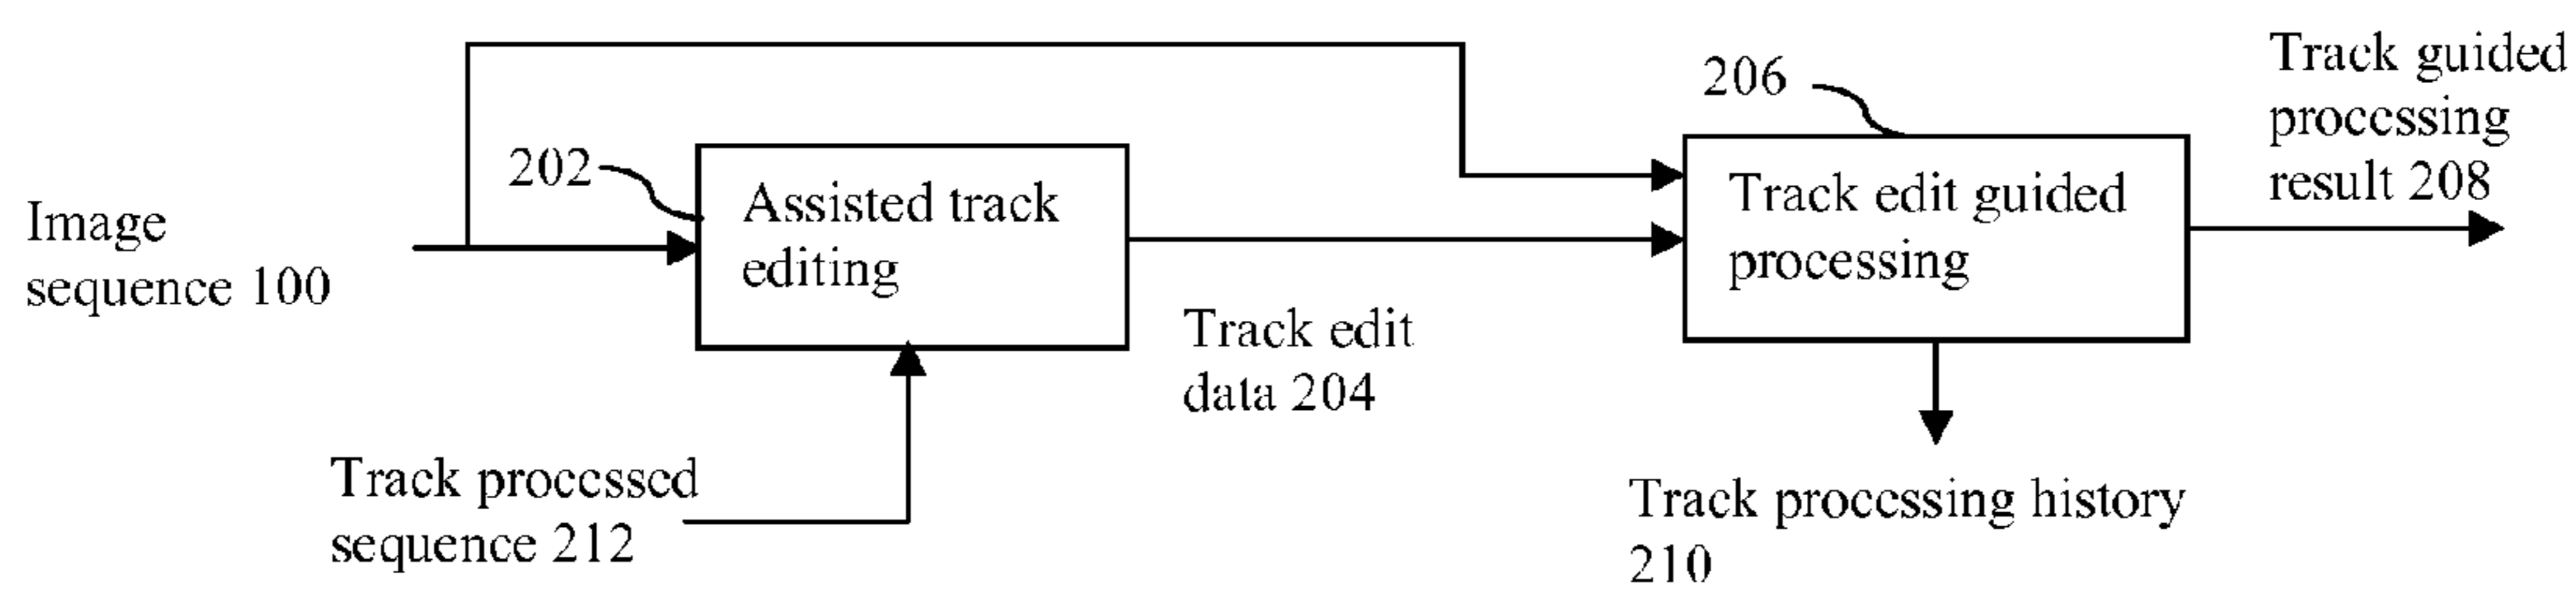 Image
sequence 100
202
Assisted track
editing
Track processed
sequence 212
Track edit
data 204
206
Track edit guided
processing
Track guided
processing
result 208
Track processing history
210